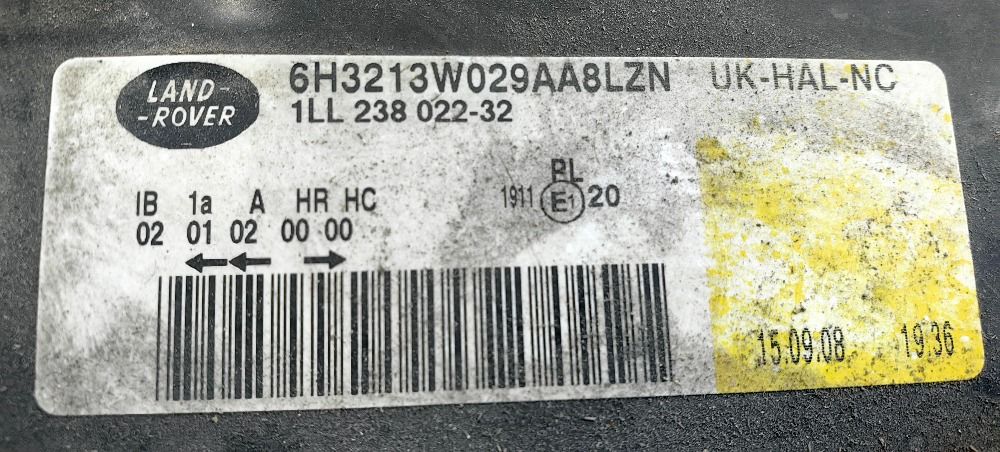 LAND-
-ROVER
6H3213W029AA8LZN UK-HAL-NC
1LL 238 022-32
IB 1a A HR HC
02 01 02 00 00
PL
1911 E1 20
15.09.08 19:36